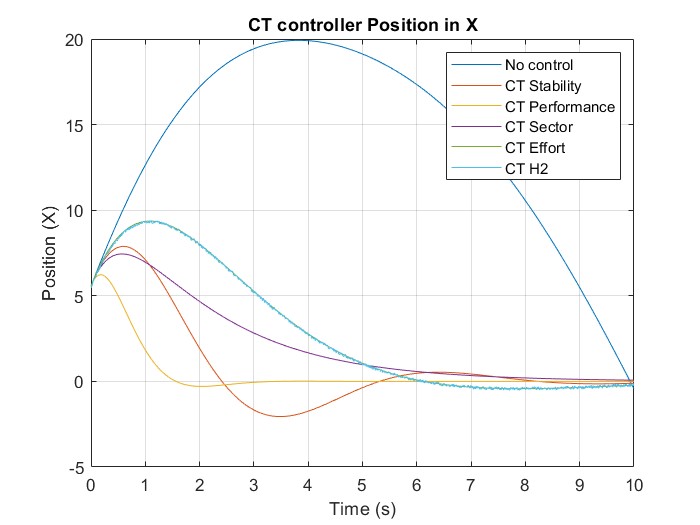 CT controller Position in X
No control
CT Stability
CT Performance
CT Sector
CT Effort
CT H2
20
15
10
5
0
-5
Position (X)
0 1 2 3 4 5 6 7 8 9 10
Time (s)